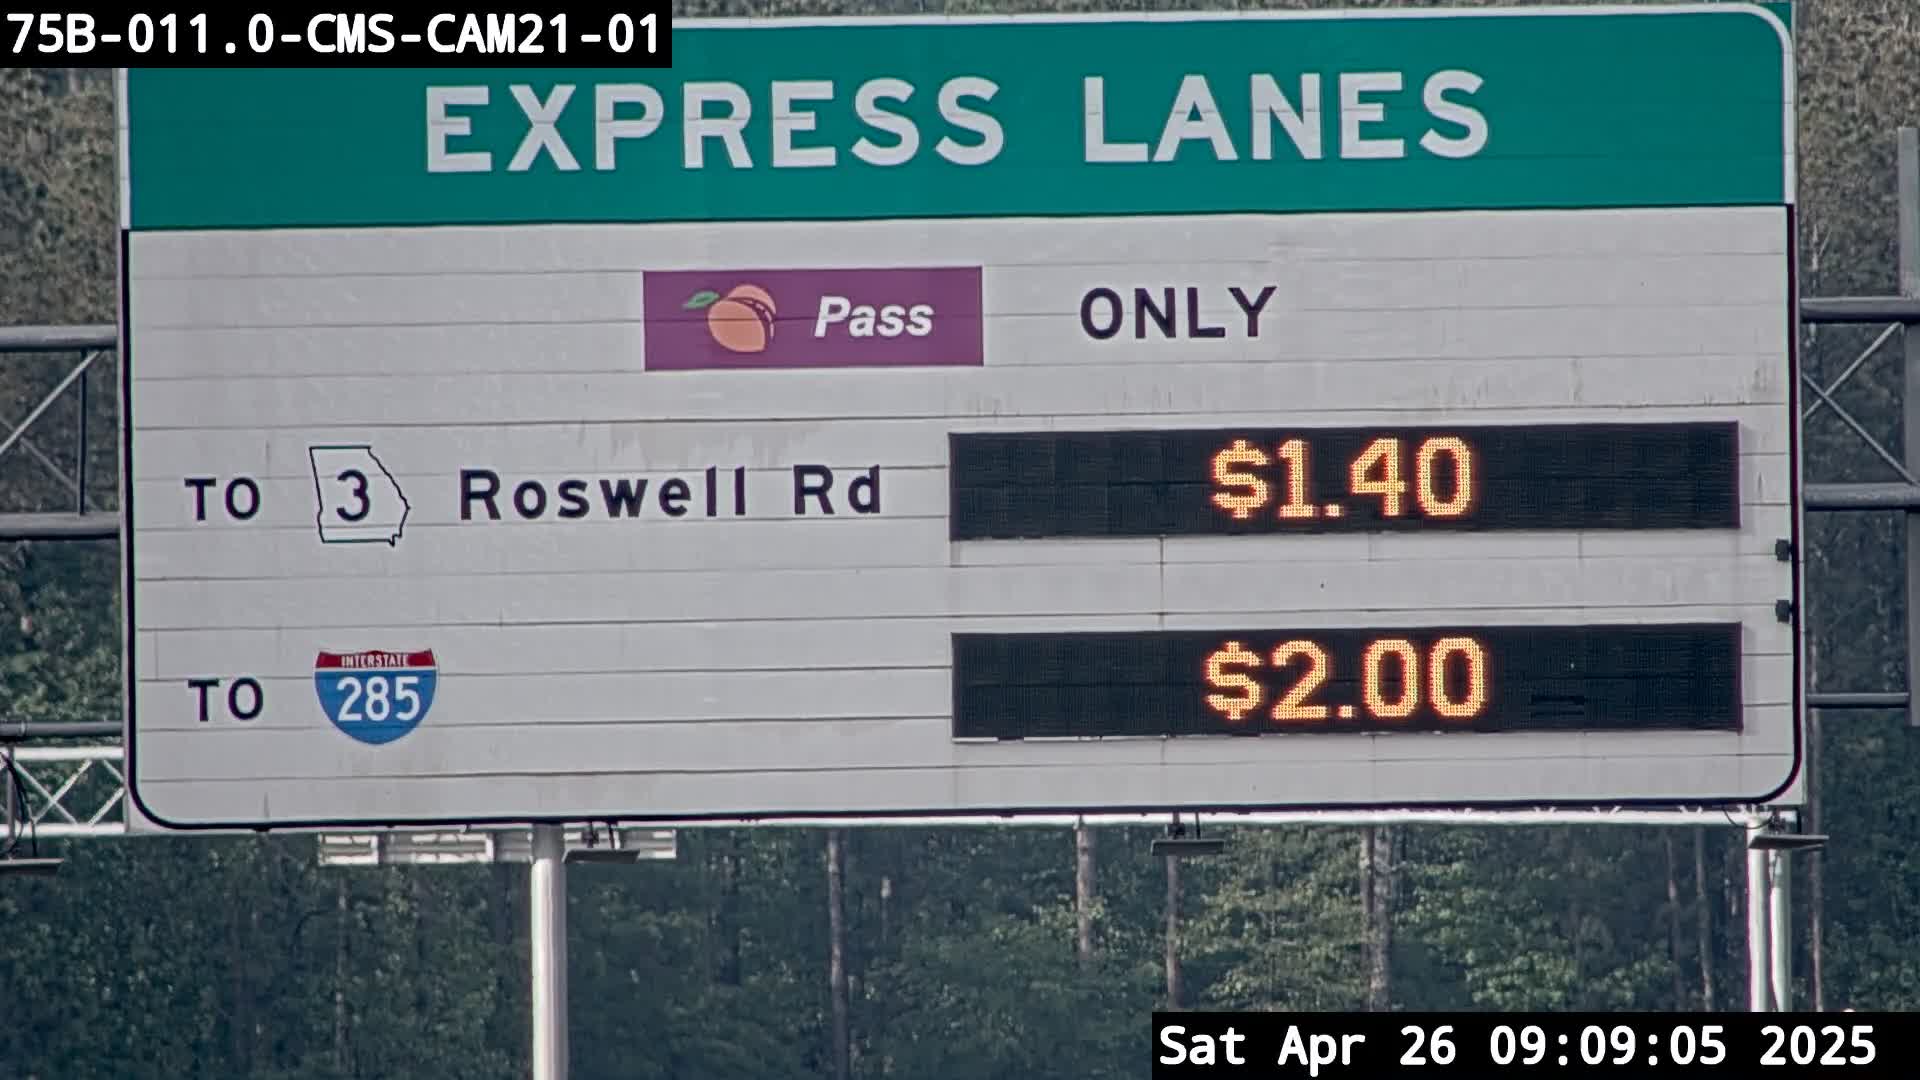 75B-011.0-CMS-CAM21-01
EXPRESS LANES
Pass ONLY
TO 3 Roswell Rd $1.40
INTERSTATE
TO 285 $2.00
Sat Apr 26 09:09:05 2025